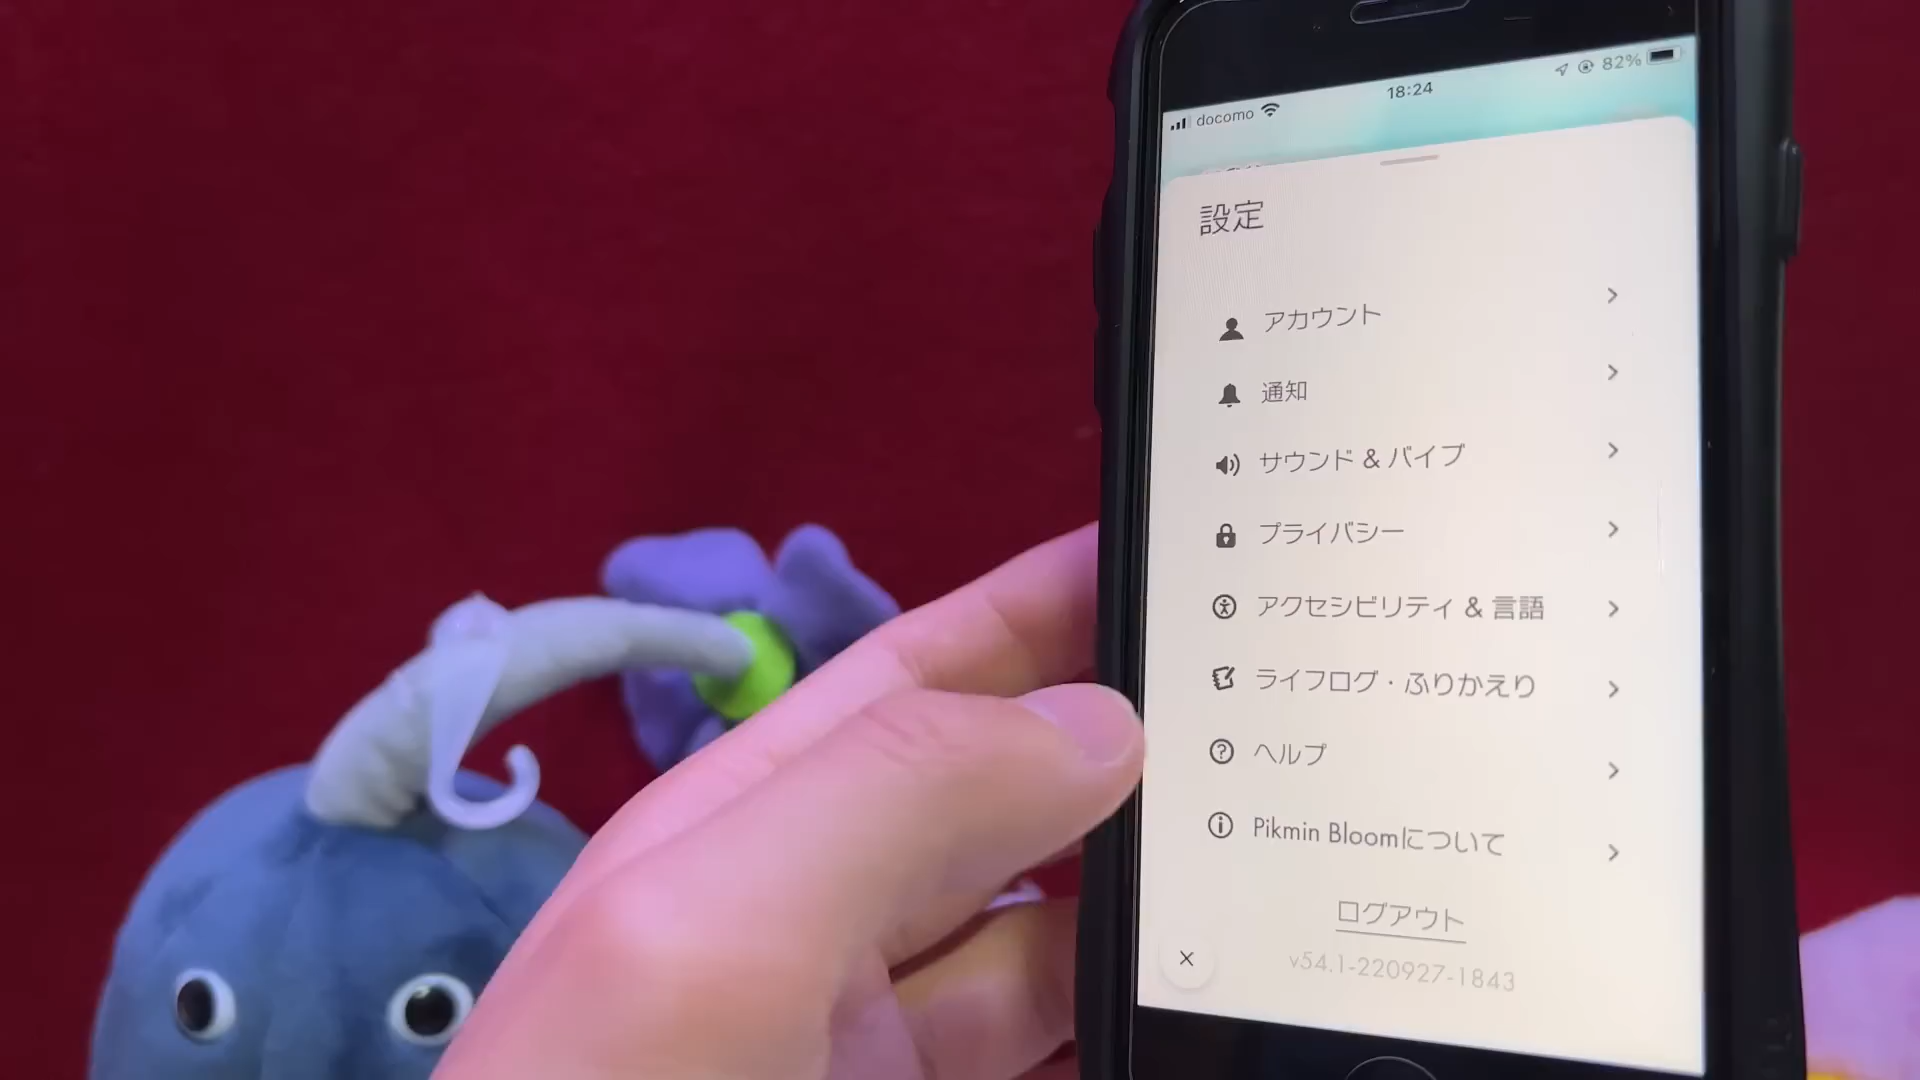 18:24
82%
docomo
設定
アカウント
通知
サウンド & バイブ
プライバシー
アクセシビリティ & 言語
ライフログ・ふりかえり
ヘルプ
Pikmin Bloomについて
ログアウト
v54.1-220927-1843